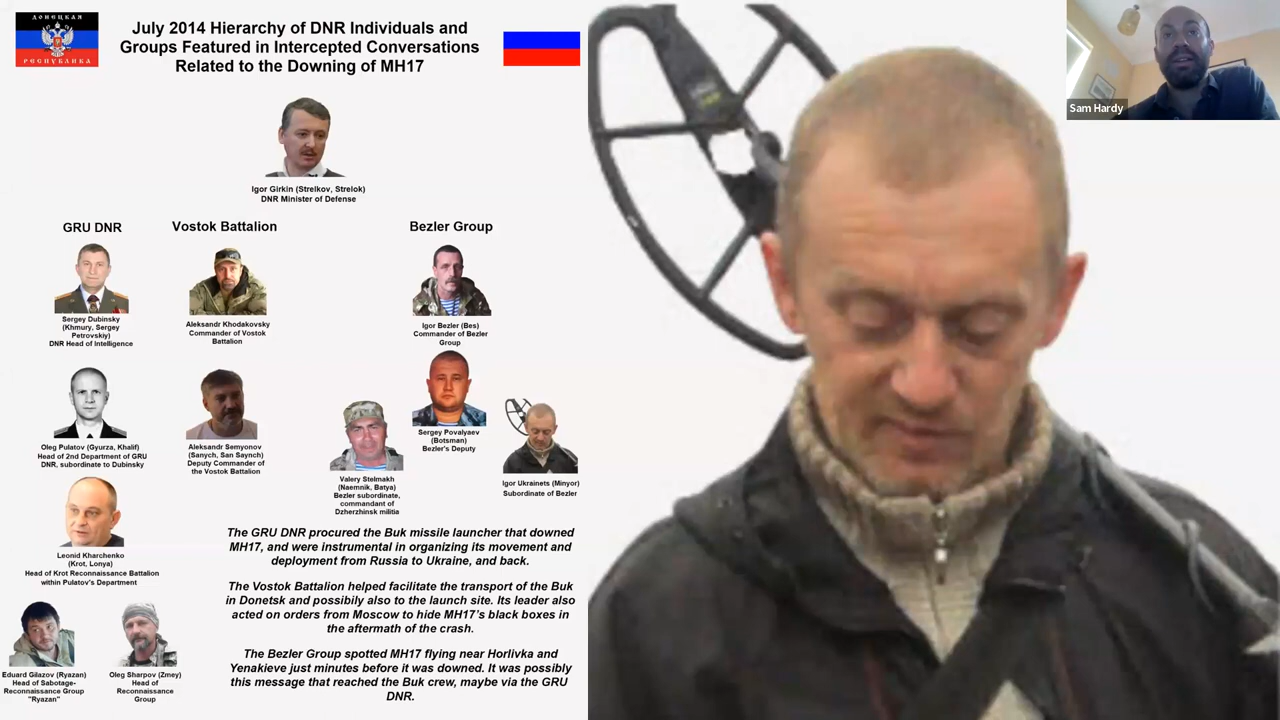 ДОНЕЦКАЯ
РЕСПУБЛИКА
July 2014 Hierarchy of DNR Individuals and
Groups Featured in Intercepted Conversations
Related to the Downing of MH17
Sam Hardy
Igor Girkin (Strelkov, Strelok)
DNR Minister of Defense
GRU DNR
Vostok Battalion
Bezler Group
Sergey Dubinsky
(Khmury, Sergey
Petrovskiy)
DNR Head of Intelligence
Aleksandr Khodakovsky
Commander of Vostok
Battalion
Igor Bezler (Bes)
Commander of Bezler
Group
Oleg Pulatov (Gyurza, Khalif)
Head of 2nd Department of GRU
DNR, subordinate to Dubinsky
Aleksandr Semyonov
(Sanych, San Saynch)
Deputy Commander of
the Vostok Battalion
Sergey Povalyaev
(Botsman)
Bezler's Deputy
Valery Stelmakh
(Naemnik, Batya)
Bezler subordinate,
commandant of
Dzherzhinsk militia
Igor Ukrainets (Minyor)
Subordinate of Bezler
Leonid Kharchenko
(Krot, Lonya)
Head of Krot Reconnaissance Battalion
within Pulatov's Department
Eduard Gilazov (Ryazan)
Head of Sabotage-
Reconnaissance Group
"Ryazan"
Oleg Sharpov (Zmey)
Head of
Reconnaissance
Group
The GRU DNR procured the Buk missile launcher that downed
MH17, and were instrumental in organizing its movement and
deployment from Russia to Ukraine, and back.
The Vostok Battalion helped facilitate the transport of the Buk
in Donetsk and possibily also to the launch site. Its leader also
acted on orders from Moscow to hide MH17's black boxes in
the aftermath of the crash.
The Bezler Group spotted MH17 flying near Horlivka and
Yenakieve just minutes before it was downed. It was possibly
this message that reached the Buk crew, maybe via the GRU
DNR.